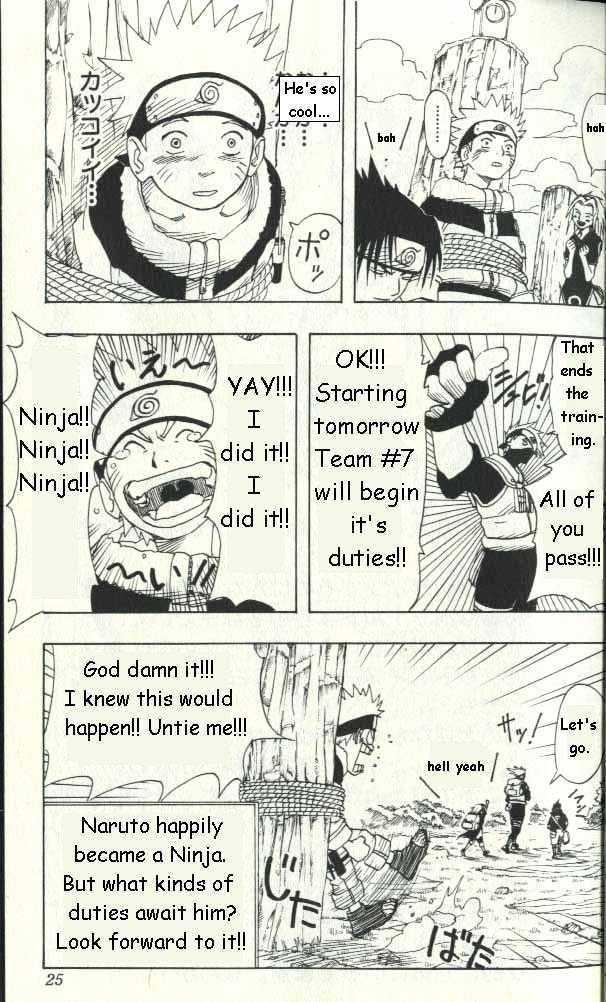 hah
‥‥‥‥
bah
He's so
cool...
カッコイイ…
ポッ
That
ends
the
train-
ing.
All of
you
pass!!!
OK!!!
Starting
tomorrow
Team #7
will begin
it's
duties!!
YAY!!!
I
did it!!
I
did it!!
いえ〜
〜いい!!
Ninja!!
Ninja!!
Ninja!!
Let's
go.
サッ!
hell yeah
God damn it!!!
I knew this would
happen!! Untie me!!!
じた
ばた
Naruto happily
became a Ninja.
But what kinds of
duties await him?
Look forward to it!!
25